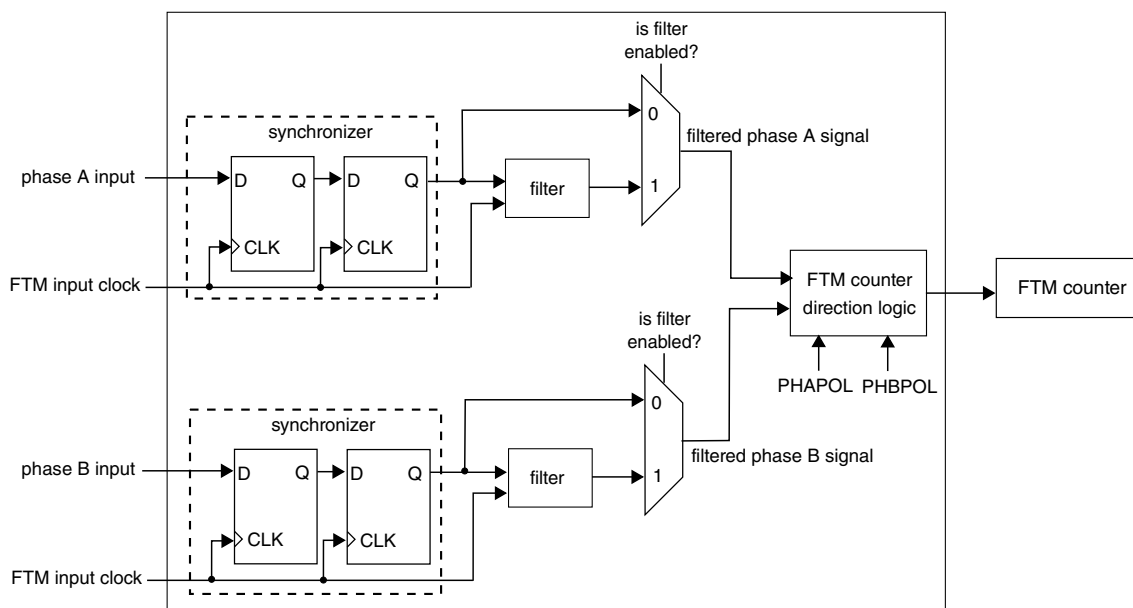 is filter
enabled?
synchronizer
0
filtered phase A signal
phase A input
D
Q
D
Q
filter
1
CLK
CLK
FTM input clock
FTM counter
direction logic
FTM counter
is filter
enabled?
PHAPOL
PHBPOL
synchronizer
0
filtered phase B signal
phase B input
D
Q
D
Q
filter
1
CLK
CLK
FTM input clock